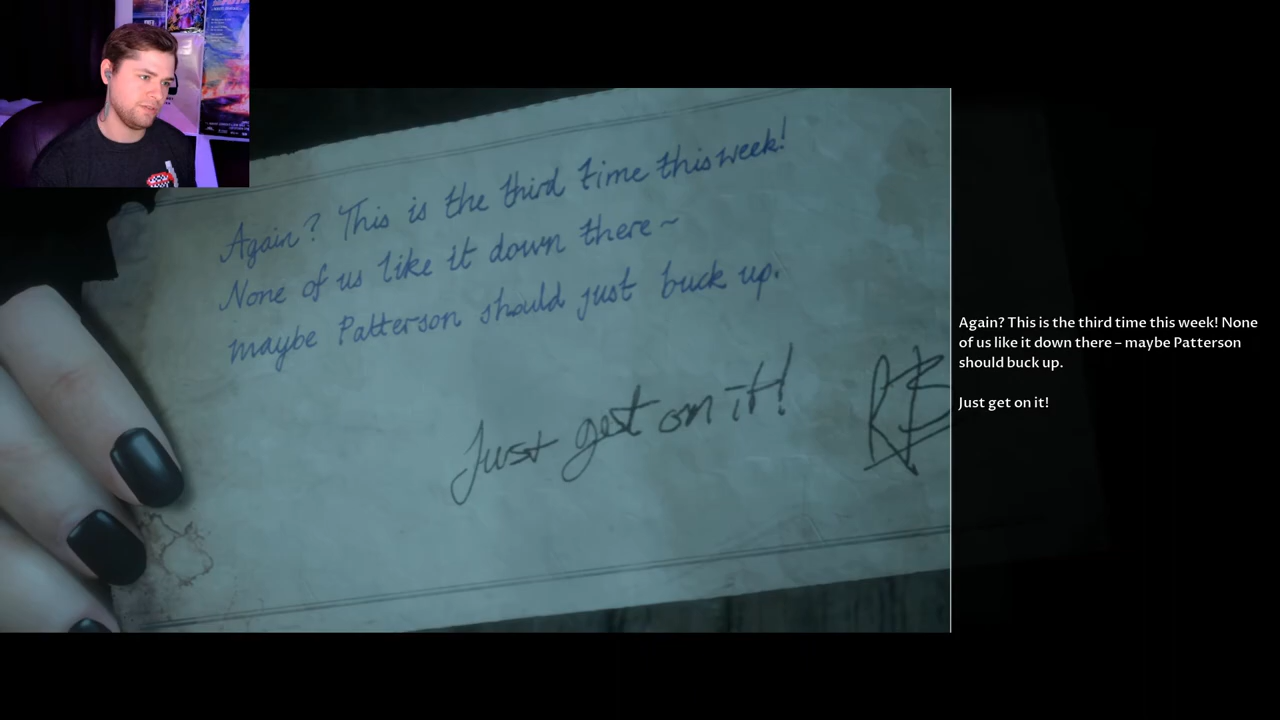 Again? This is the third time this week!
None of us like it down there ~
maybe Patterson should just buck up.
Just get on it!
RB
Again? This is the third time this week! None
of us like it down there – maybe Patterson
should buck up.
Just get on it!